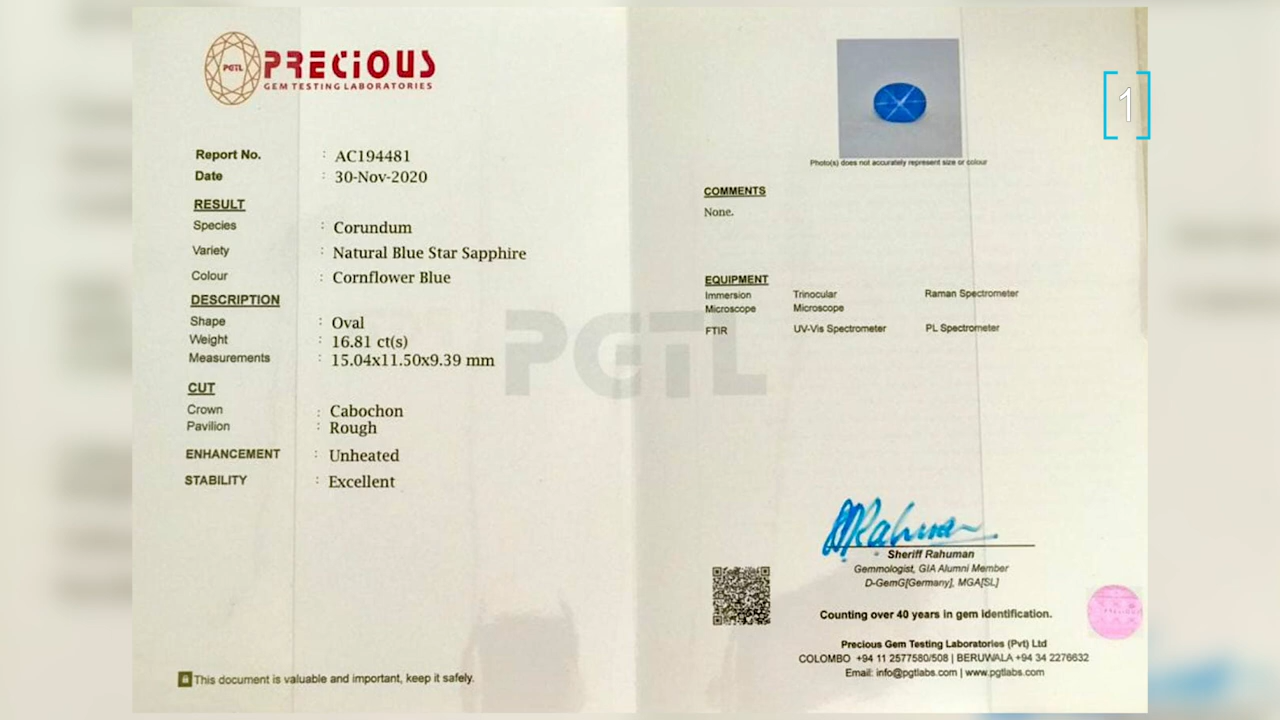 PGTL
PRECIOUS
GEM TESTING LABORATORIES
Report No. : AC194481
Date : 30-Nov-2020
RESULT
Species : Corundum
Variety : Natural Blue Star Sapphire
Colour : Cornflower Blue
DESCRIPTION
Shape : Oval
Weight : 16.81 ct(s)
Measurements : 15.04x11.50x9.39 mm
CUT
Crown : Cabochon
Pavilion : Rough
ENHANCEMENT : Unheated
STABILITY : Excellent
This document is valuable and important, keep it safely.
PGTL
[1]
Photo(s) does not accurately represent size or colour
COMMENTS
None.
EQUIPMENT
Immersion Microscope
Trinocular Microscope
Raman Spectrometer
FTIR
UV-Vis Spectrometer
PL Spectrometer
Rahuman
Sheriff Rahuman
Gemmologist, GIA Alumni Member
D-GemG[Germany], MGA[SL]
Counting over 40 years in gem identification.
Precious Gem Testing Laboratories (Pvt) Ltd
COLOMBO +94 11 2577580/508 | BERUWALA +94 34 2276632
Email: info@pgtlabs.com | www.pgtlabs.com